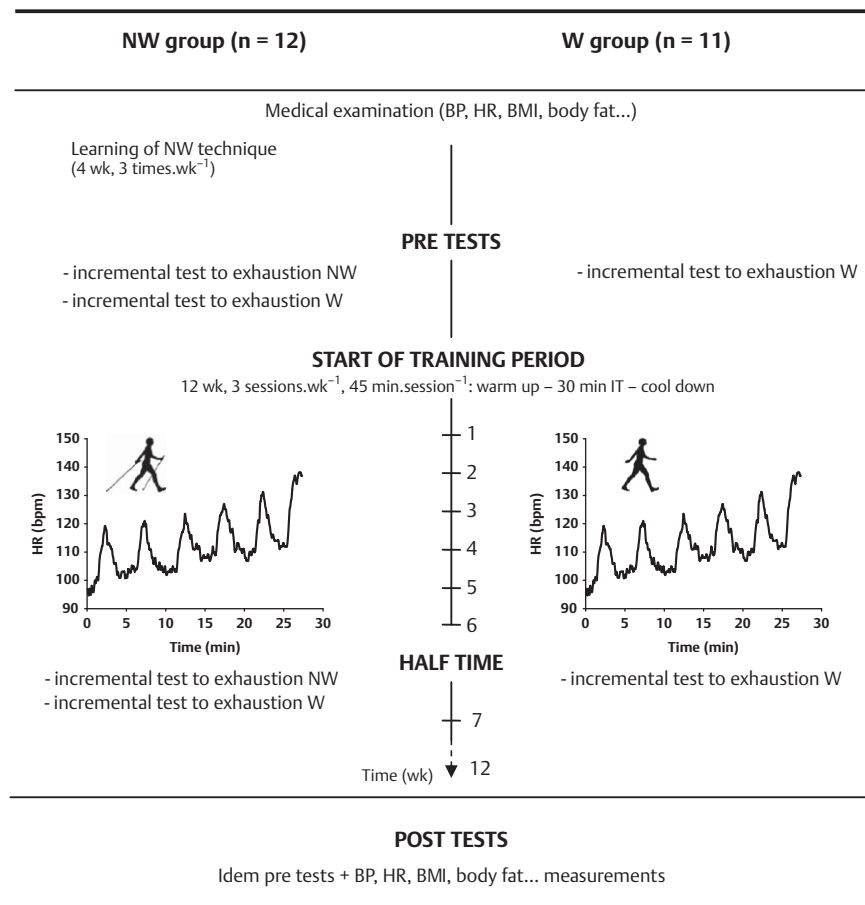 NW group (n = 12)
W group (n = 11)
Medical examination (BP, HR, BMI, body fat...)
Learning of NW technique
(4 wk, 3 times.wk⁻¹)
PRE TESTS
- incremental test to exhaustion NW
- incremental test to exhaustion W
- incremental test to exhaustion W
START OF TRAINING PERIOD
12 wk, 3 sessions.wk⁻¹, 45 min.session⁻¹: warm up – 30 min IT – cool down
150
140
130
120
110
100
90
HR (bpm)
0 5 10 15 20 25 30
Time (min)
1
2
3
4
5
6
150
140
130
120
110
100
90
HR (bpm)
0 5 10 15 20 25 30
Time (min)
HALF TIME
- incremental test to exhaustion NW
- incremental test to exhaustion W
- incremental test to exhaustion W
7
Time (wk) 12
POST TESTS
Idem pre tests + BP, HR, BMI, body fat... measurements